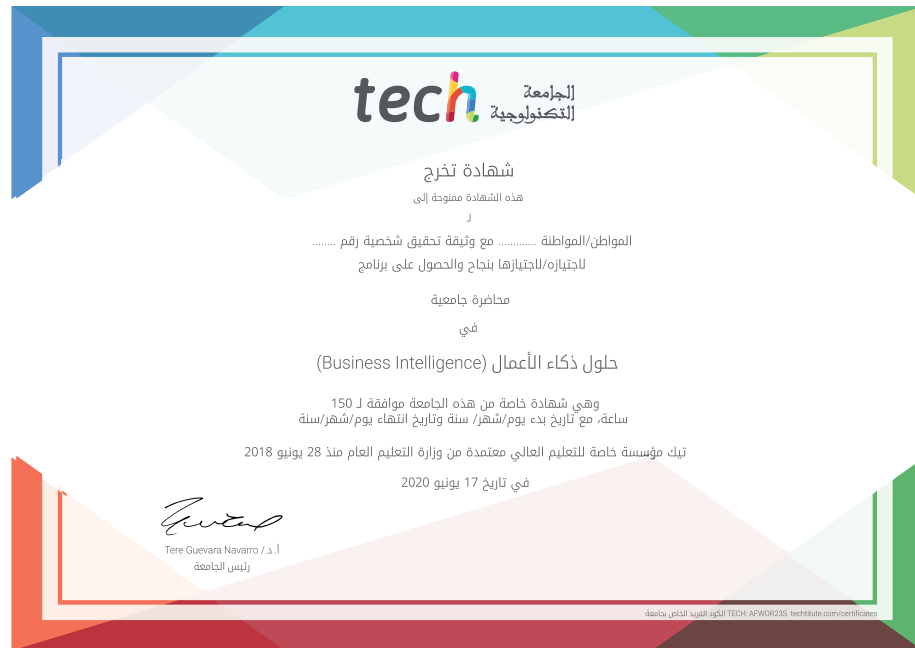 tech الجامعة
التكنولوجية
شهادة تخرج
هذه الشهادة ممنوحة إلى
لـ
المواطن/المواطنة ............ مع وثيقة تحقيق شخصية رقم ........
لاجتيازه/لاجتيازها بنجاح والحصول على برنامج
محاضرة جامعية
في
حلول ذكاء الأعمال (Business Intelligence)
وهي شهادة خاصة من هذه الجامعة موافقة لـ 150
ساعة، مع تاريخ بدء يوم/شهر/ سنة وتاريخ انتهاء يوم/شهر/سنة
تيك مؤسسة خاصة للتعليم العالي معتمدة من وزارة التعليم العام منذ 28 يونيو 2018
في تاريخ 17 يونيو 2020
أ. د./ Tere Guevara Navarro
رئيس الجامعة
الكود الفريد الخاص بجامعة TECH: AFWOR23S techtitute.com/certificates